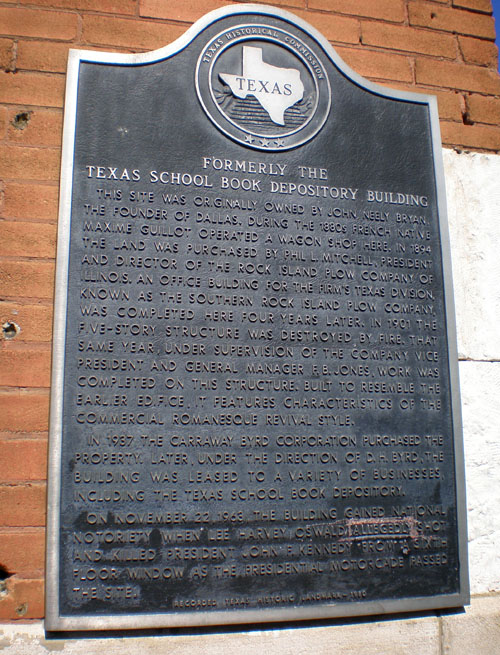 TEXAS HISTORICAL COMMISSION
TEXAS
FORMERLY THE
TEXAS SCHOOL BOOK DEPOSITORY BUILDING
THIS SITE WAS ORIGINALLY OWNED BY JOHN NEELY BRYAN,
THE FOUNDER OF DALLAS. DURING THE 1880s FRENCH NATIVE
MAXIME GUILLOT OPERATED A WAGON SHOP HERE. IN 1894
THE LAND WAS PURCHASED BY PHIL L. MITCHELL, PRESIDENT
AND DIRECTOR OF THE ROCK ISLAND PLOW COMPANY OF
ILLINOIS. AN OFFICE BUILDING FOR THE FIRM'S TEXAS DIVISION,
KNOWN AS THE SOUTHERN ROCK ISLAND PLOW COMPANY,
WAS COMPLETED HERE FOUR YEARS LATER. IN 1901 THE
FIVE-STORY STRUCTURE WAS DESTROYED BY FIRE. THAT
SAME YEAR, UNDER SUPERVISION OF THE COMPANY VICE
PRESIDENT AND GENERAL MANAGER F.B. JONES, WORK WAS
COMPLETED ON THIS STRUCTURE. BUILT TO RESEMBLE THE
EARLIER EDIFICE, IT FEATURES CHARACTERISTICS OF THE
COMMERCIAL ROMANESQUE REVIVAL STYLE.
IN 1937 THE CARRAWAY BYRD CORPORATION PURCHASED THE
PROPERTY. LATER, UNDER THE DIRECTION OF D.H. BYRD, THE
BUILDING WAS LEASED TO A VARIETY OF BUSINESSES,
INCLUDING THE TEXAS SCHOOL BOOK DEPOSITORY.
ON NOVEMBER 22, 1963, THE BUILDING GAINED NATIONAL
NOTORIETY WHEN LEE HARVEY OSWALD ALLEGEDLY SHOT
AND KILLED PRESIDENT JOHN F. KENNEDY FROM A SIXTH
FLOOR WINDOW AS THE PRESIDENTIAL MOTORCADE PASSED
THE SITE.
RECORDED TEXAS HISTORIC LANDMARK-1980